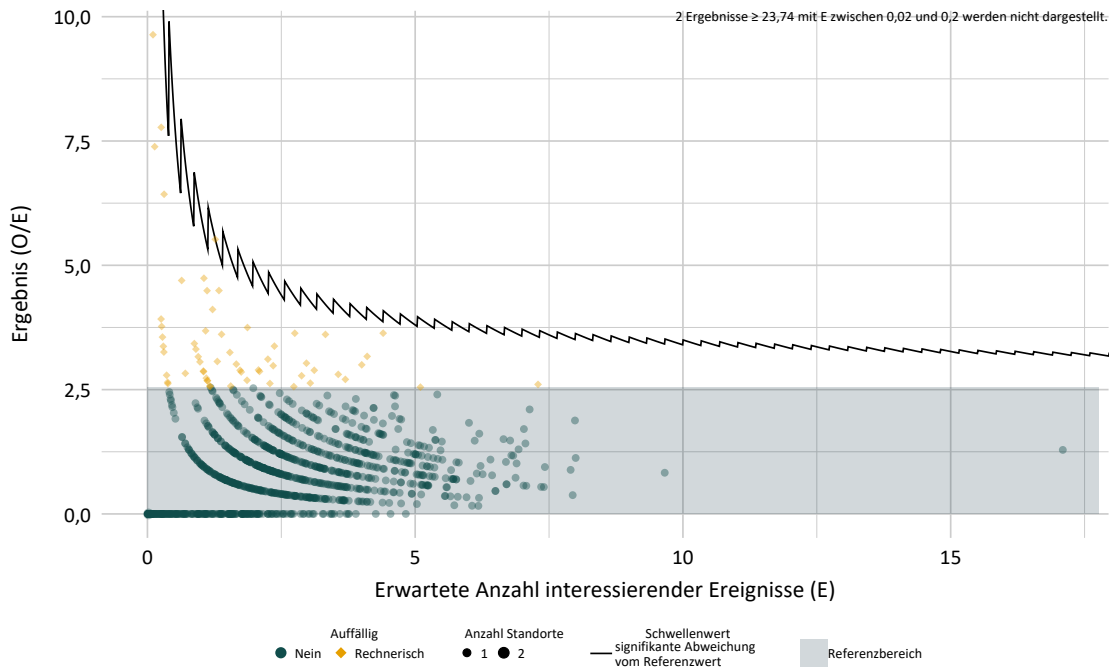 2 Ergebnisse ≥ 23,74 mit E zwischen 0,02 und 0,2 werden nicht dargestellt.
10,0
7,5
5,0
2,5
0,0
Ergebnis (O/E)
0 5 10 15
Erwartete Anzahl interessierender Ereignisse (E)
Auffällig
Nein Rechnerisch
Anzahl Standorte
1 2
Schwellenwert
signifikante Abweichung
vom Referenzwert
Referenzbereich